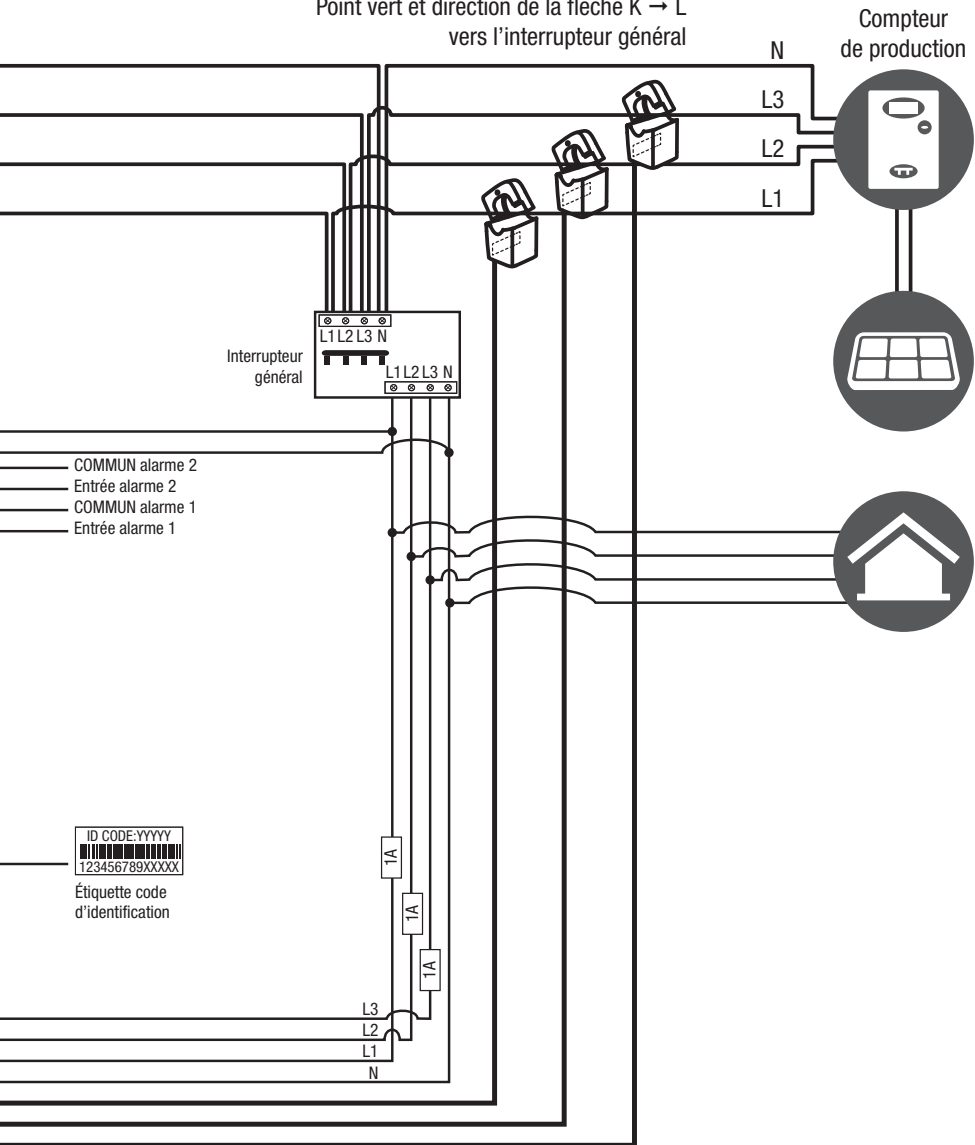 Point vert et direction de la flèche K → L
vers l'interrupteur général
Compteur
de production
N
L3
L2
L1
L1 L2 L3 N
Interrupteur
général
L1 L2 L3 N
COMMUN alarme 2
Entrée alarme 2
COMMUN alarme 1
Entrée alarme 1
ID CODE:YYYYY
123456789XXXXX
Étiquette code
d'identification
1A
1A
1A
L3
L2
L1
N